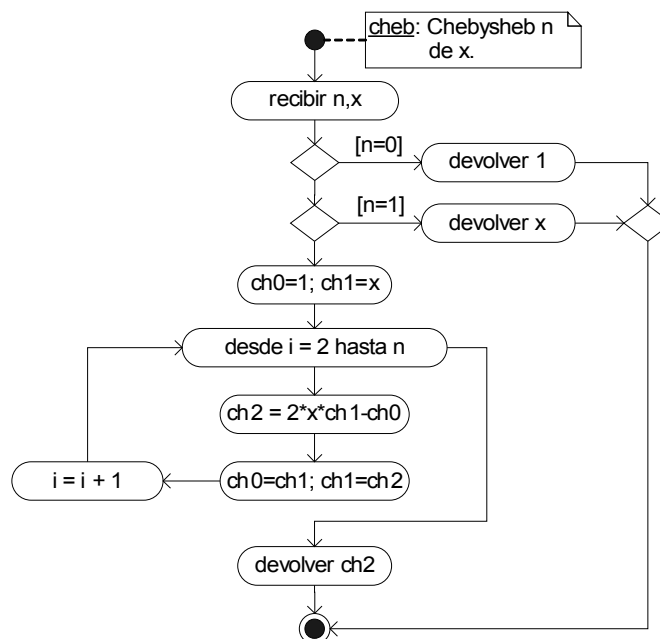 cheb: Chebysheb n
de x.
recibir n,x
[n=0]
devolver 1
[n=1]
devolver x
ch0=1; ch1=x
desde i = 2 hasta n
ch2 = 2*x*ch1-ch0
i = i + 1
ch0=ch1; ch1=ch2
devolver ch2